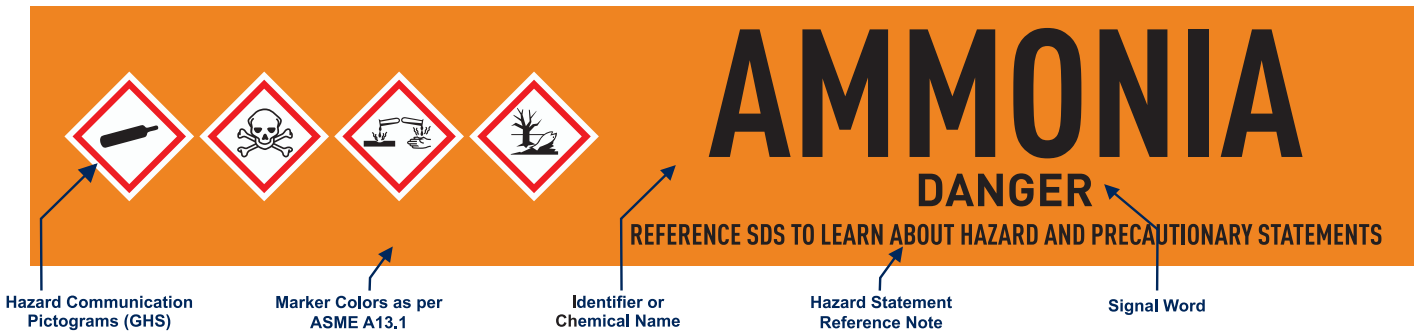 AMMONIA
DANGER
REFERENCE SDS TO LEARN ABOUT HAZARD AND PRECAUTIONARY STATEMENTS
Hazard Communication
Pictograms (GHS)
Marker Colors as per
ASME A13.1
Identifier or
Chemical Name
Hazard Statement
Reference Note
Signal Word